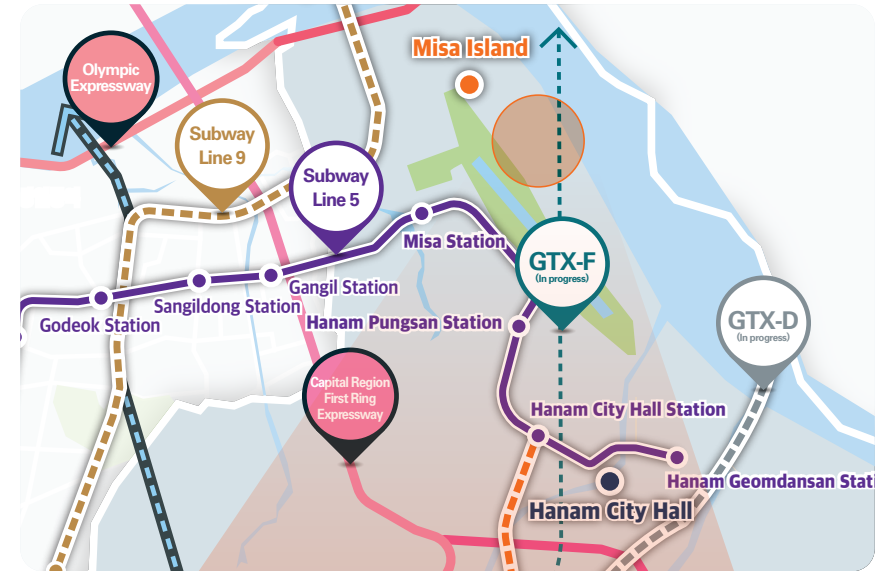 Misa Island
Olympic
Expressway
Subway
Line 9
Subway
Line 5
Misa Station
GTX-F
(In progress)
Gangil Station
Sangildong Station
Godeok Station
Hanam Pungsan Station
GTX-D
(In progress)
Capital Region
First Ring
Expressway
Hanam City Hall Station
Hanam Geomdansan Stati
Hanam City Hall